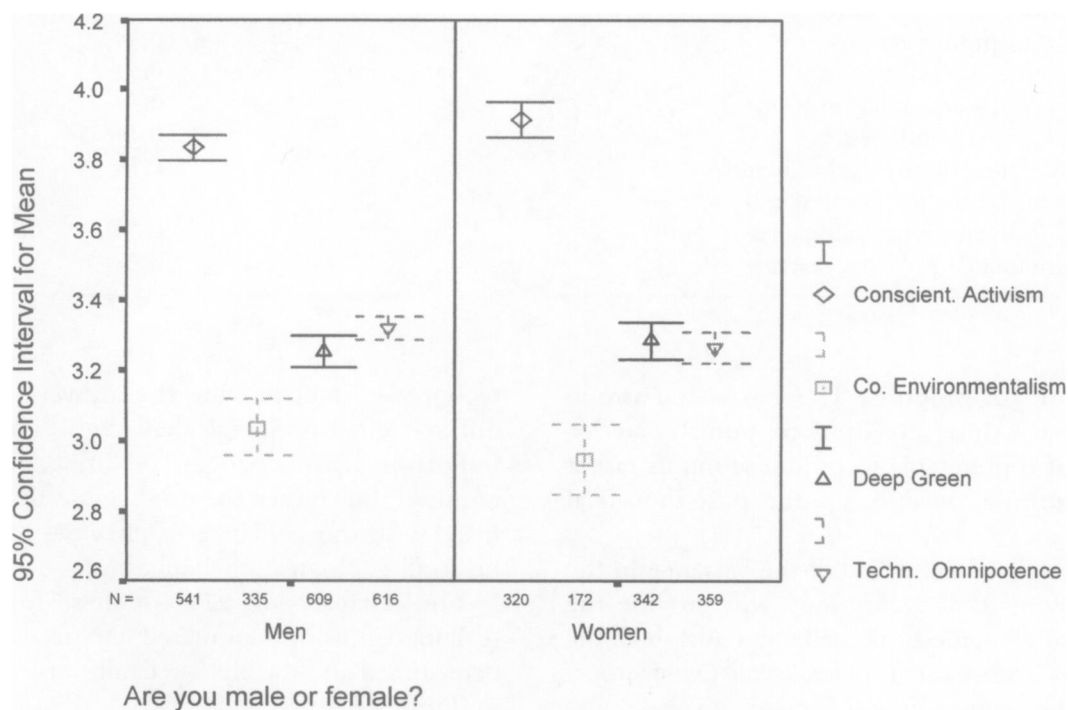 95% Confidence Interval for Mean
4.2
4.0
3.8
3.6
3.4
3.2
3.0
2.8
2.6
N = 541 335 609 616 320 172 3342 359
Men Women
Are you male or female?
Conscient. Activism
Co. Environmentalism
Deep Green
Techn. Omnipotence